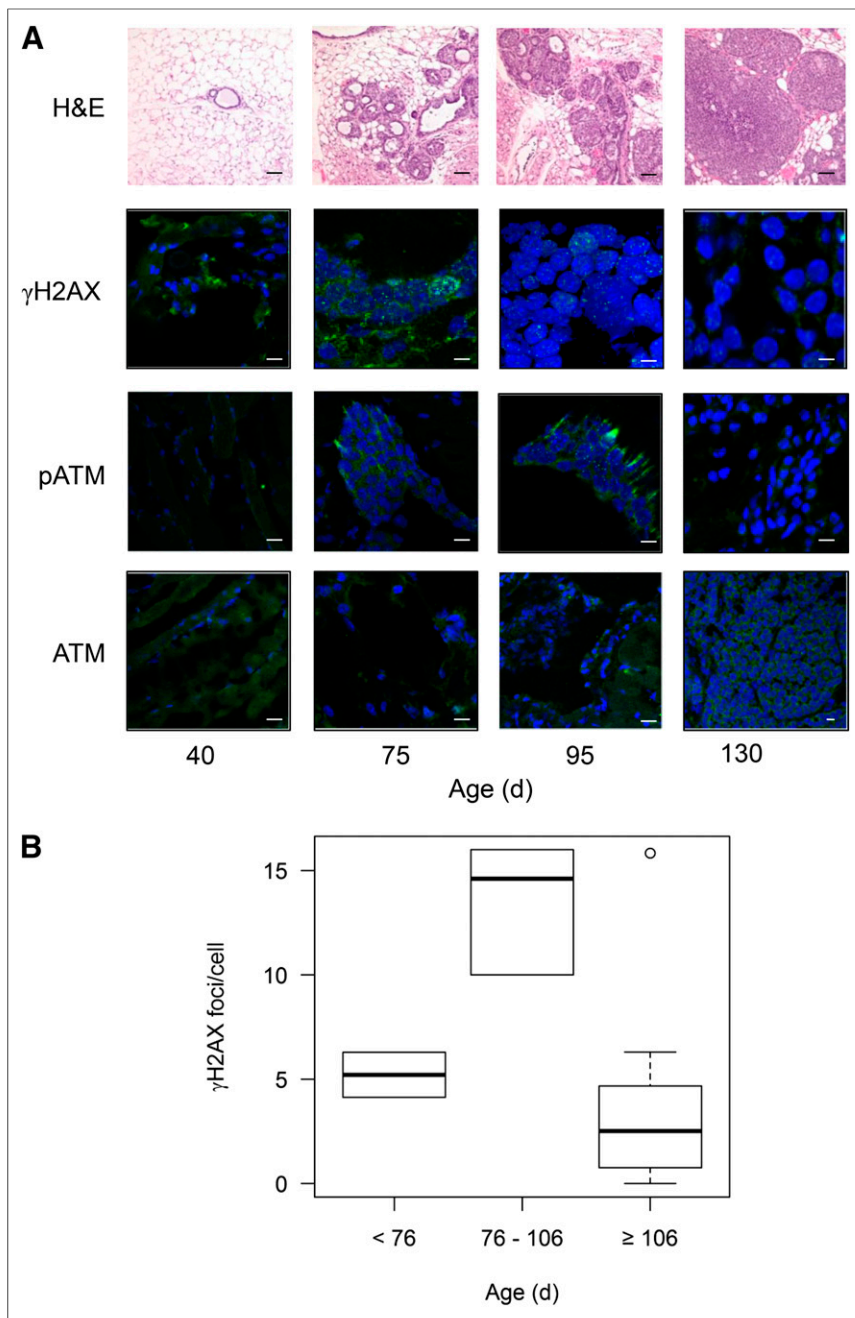 A
H&E
γH2AX
pATM
ATM
40 75 95 130
Age (d)
B
15
10
5
0
γH2AX foci/cell
< 76 76 - 106 ≥ 106
Age (d)